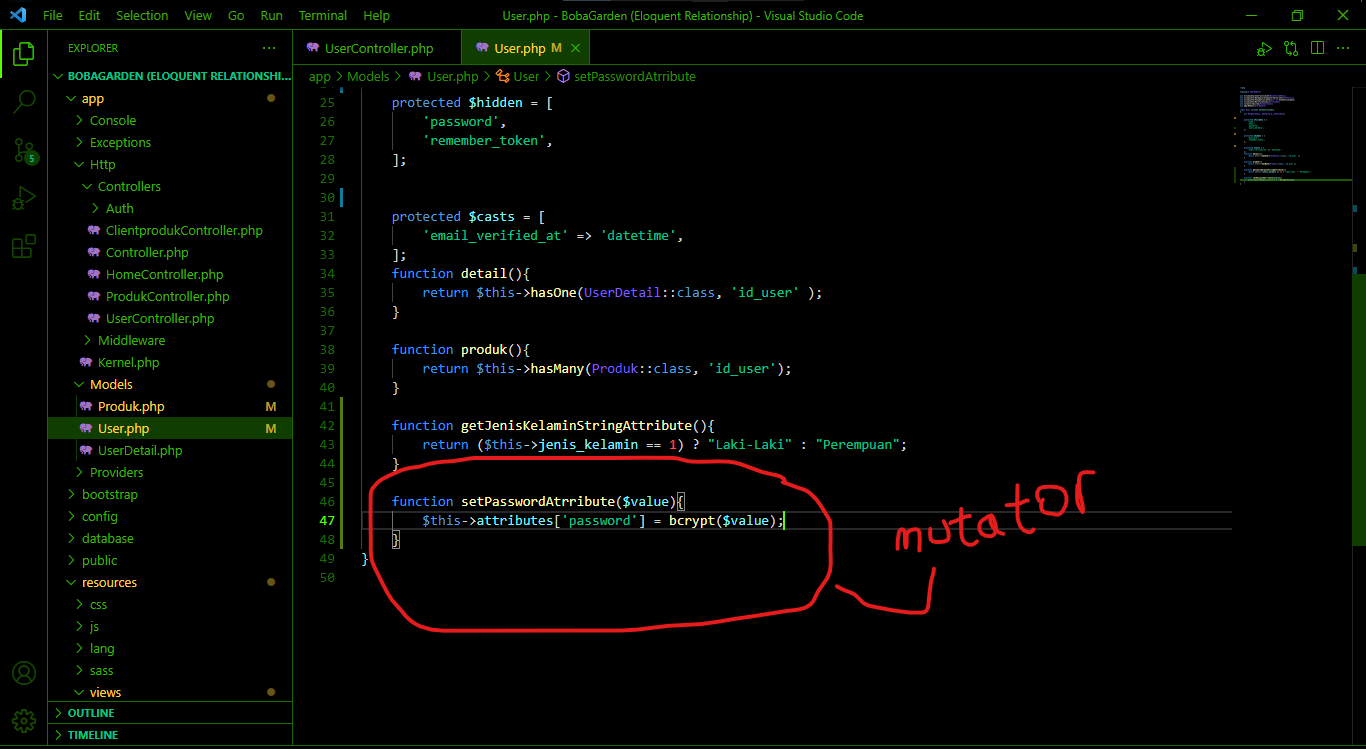 File Edit Selection View Go Run Terminal Help User.php - BobaGarden (Eloquent Relationship) - Visual Studio Code
EXPLORER
BOBAGARDEN (ELOQUENT RELATIONSHI...
app
Console
Exceptions
Http
Controllers
Auth
ClientprodukController.php
Controller.php
HomeController.php
ProdukController.php
UserController.php
Middleware
Kernel.php
Models
Produk.php M
User.php M
UserDetail.php
Providers
bootstrap
config
database
public
resources
css
js
lang
sass
views
OUTLINE
TIMELINE
5
UserController.php User.php M
app > Models > User.php > User > setPasswordAtrribute
25 protected $hidden = [
26 'password',
27 'remember_token',
28 ];
29
30
31 protected $casts = [
32 'email_verified_at' => 'datetime',
33 ];
34 function detail(){
35 return $this->hasOne(UserDetail::class, 'id_user' );
36 }
37
38 function produk(){
39 return $this->hasMany(Produk::class, 'id_user');
40 }
41
42 function getJenisKelaminStringAttribute(){
43 return ($this->jenis_kelamin == 1) ? "Laki-Laki" : "Perempuan";
44 }
45
46 function setPasswordAtrribute($value){
47 $this->attributes['password'] = bcrypt($value);
48 }
49 }
50
mutator